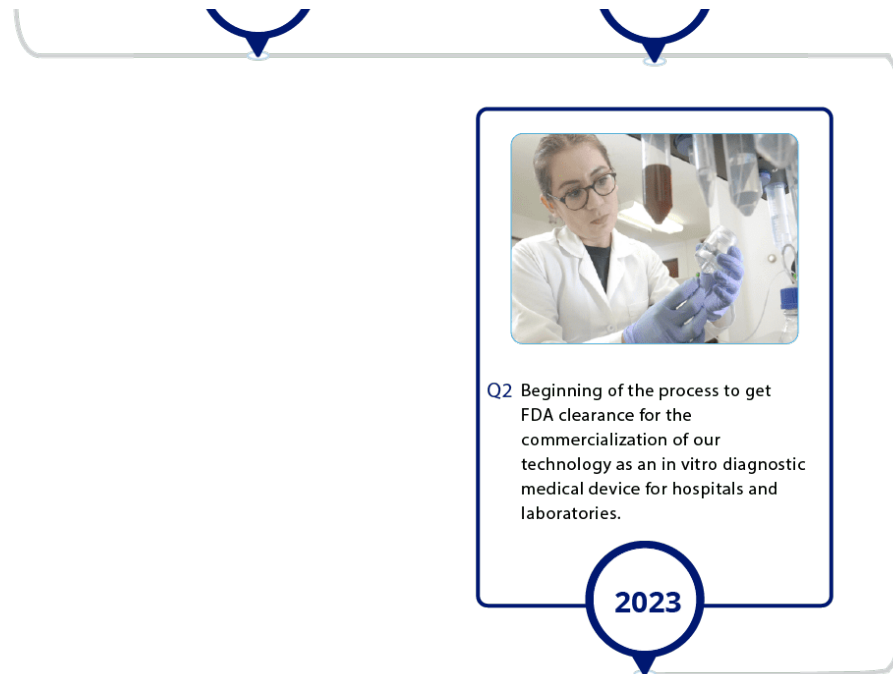 Q2 Beginning of the process to get
FDA clearance for the
commercialization of our
technology as an in vitro diagnostic
medical device for hospitals and
laboratories.
2023